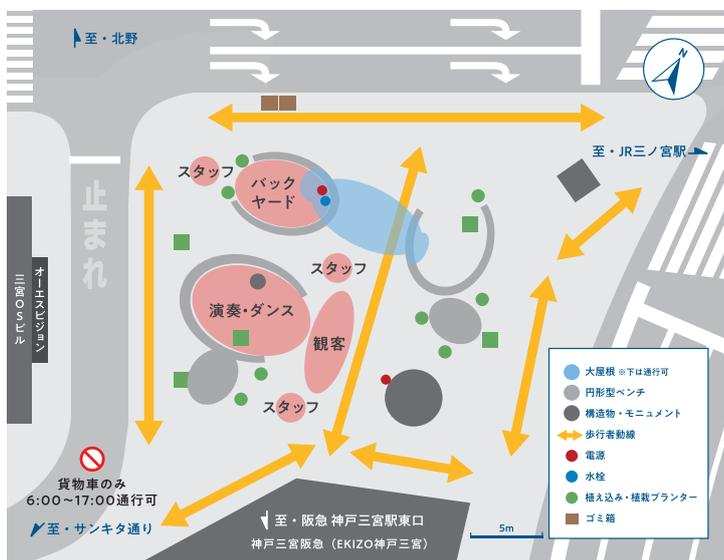 至・北野
N
至・JR三ノ宮駅
スタッフ
バック
ヤード
止まれ
オーエスビジョン
三宮OSビル
スタッフ
演奏・ダンス
観客
スタッフ
大屋根 ※下は通行可
円形型ベンチ
構造物・モニュメント
歩行者動線
電源
水栓
植え込み・植栽プランター
ゴミ箱
貨物車のみ
6:00〜17:00通行可
至・サンキタ通り
至・阪急 神戸三宮駅東口
神戸三宮阪急（EKIZO神戸三宮）
5m